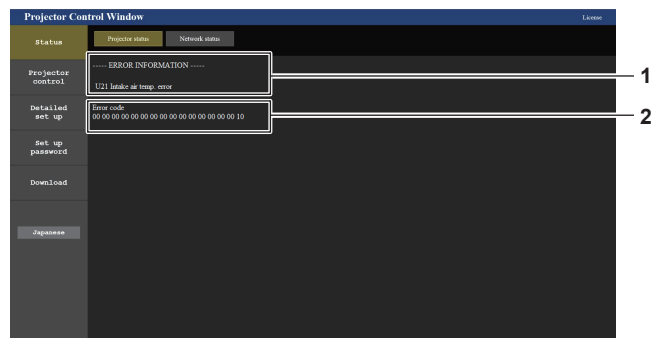 Projector Control Window
License
Status
Projector status
Network status
----- ERROR INFORMATION -----
U21 Intake air temp. error
1
Projector
control
Error code
00 00 00 00 00 00 00 00 00 00 00 00 00 00 00 10
2
Detailed
set up
Set up
password
Download
Japanese